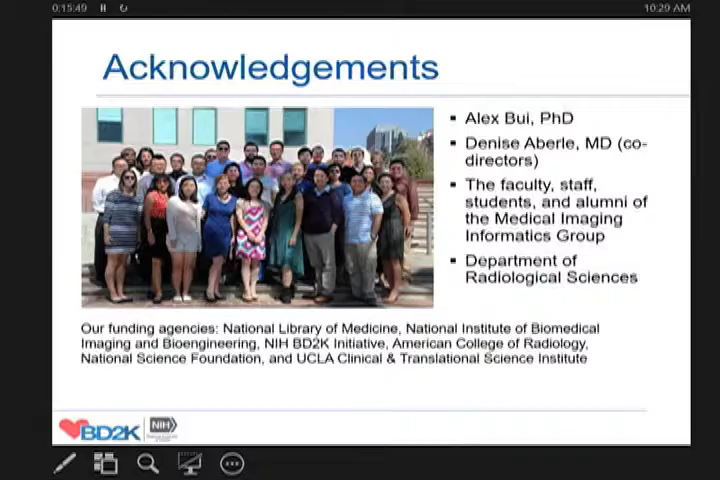 0:15:49
10:29 AM
Acknowledgements
▪ Alex Bui, PhD
▪ Denise Aberle, MD (co-
directors)
▪ The faculty, staff,
students, and alumni of
the Medical Imaging
Informatics Group
▪ Department of
Radiological Sciences
Our funding agencies: National Library of Medicine, National Institute of Biomedical
Imaging and Bioengineering, NIH BD2K Initiative, American College of Radiology,
National Science Foundation, and UCLA Clinical & Translational Science Institute
BD2K
NIH